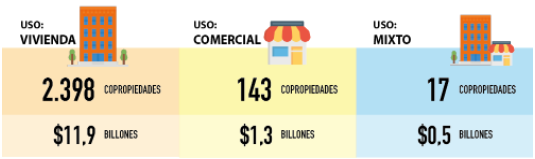 USO:
VIVIENDA
2.398 COPROPIEDADES
$11,9 BILLONES
USO:
COMERCIAL
143 COPROPIEDADES
$1,3 BILLONES
USO:
MIXTO
17 COPROPIEDADES
$0,5 BILLONES